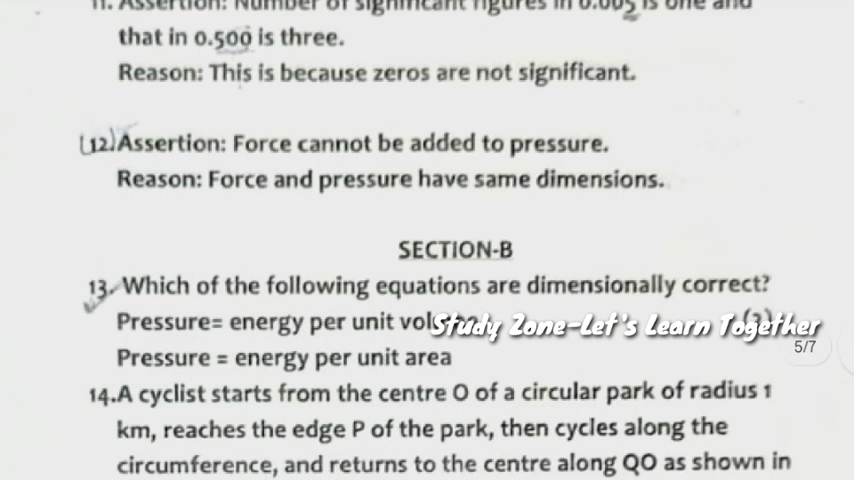 11. Assertion: Number of significant figures in 0.005 is one and
that in 0.500 is three.
Reason: This is because zeros are not significant.
(12) Assertion: Force cannot be added to pressure.
Reason: Force and pressure have same dimensions.
SECTION-B
13. Which of the following equations are dimensionally correct?
Pressure= energy per unit (2)
Study Zone-Let's Learn Together
5/7
Pressure = energy per unit area
14.A cyclist starts from the centre O of a circular park of radius 1
km, reaches the edge P of the park, then cycles along the
circumference, and returns to the centre along QO as shown in